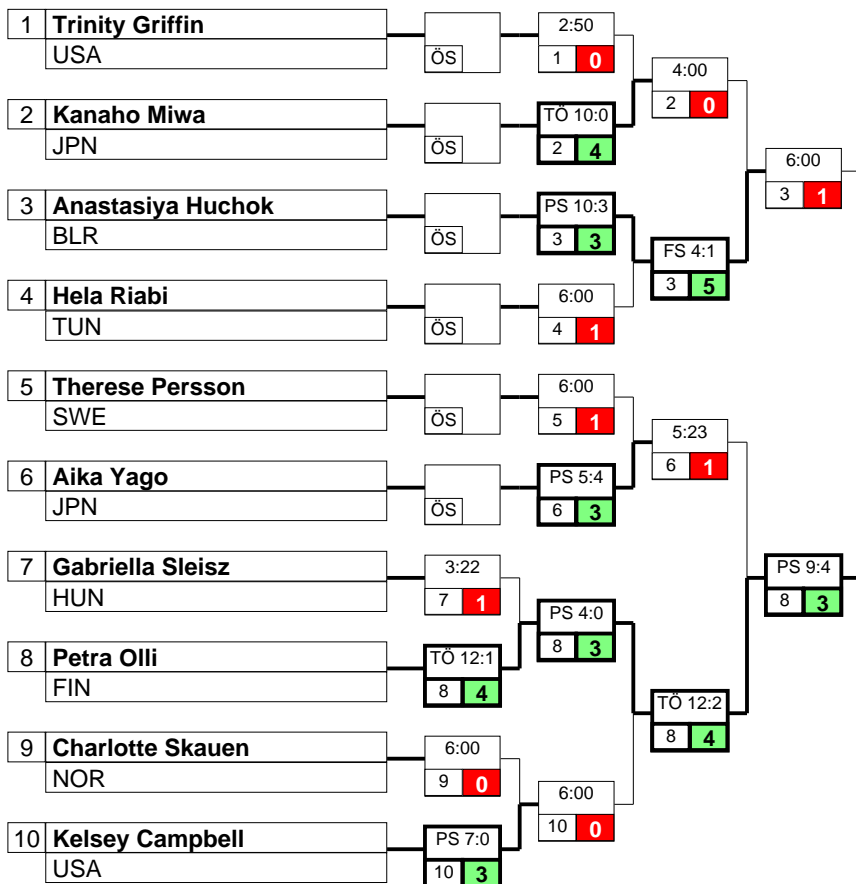 1 Trinity Griffin
USA
ÖS
2:50
1 0
4:00
2 0
2 Kanaho Miwa
JPN
ÖS
TÖ 10:0
2 4
6:00
3 1
3 Anastasiya Huchok
BLR
ÖS
PS 10:3
3 3
FS 4:1
3 5
4 Hela Riabi
TUN
ÖS
6:00
4 1
5 Therese Persson
SWE
ÖS
6:00
5 1
5:23
6 1
6 Aika Yago
JPN
ÖS
PS 5:4
6 3
7 Gabriella Sleisz
HUN
3:22
7 1
PS 9:4
8 3
PS 4:0
8 3
8 Petra Olli
FIN
TÖ 12:1
8 4
TÖ 12:2
8 4
9 Charlotte Skauen
NOR
6:00
9 0
6:00
10 0
10 Kelsey Campbell
USA
PS 7:0
10 3